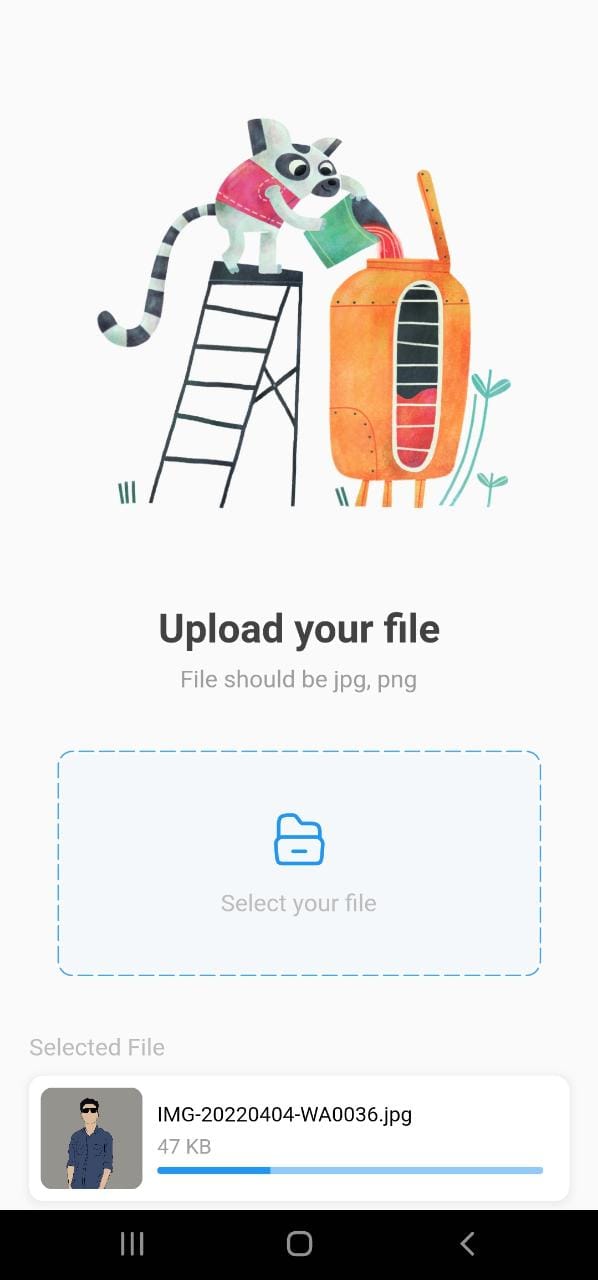 Upload your file
File should be jpg, png
Select your file
Selected File
IMG-20220404-WA0036.jpg
47 KB